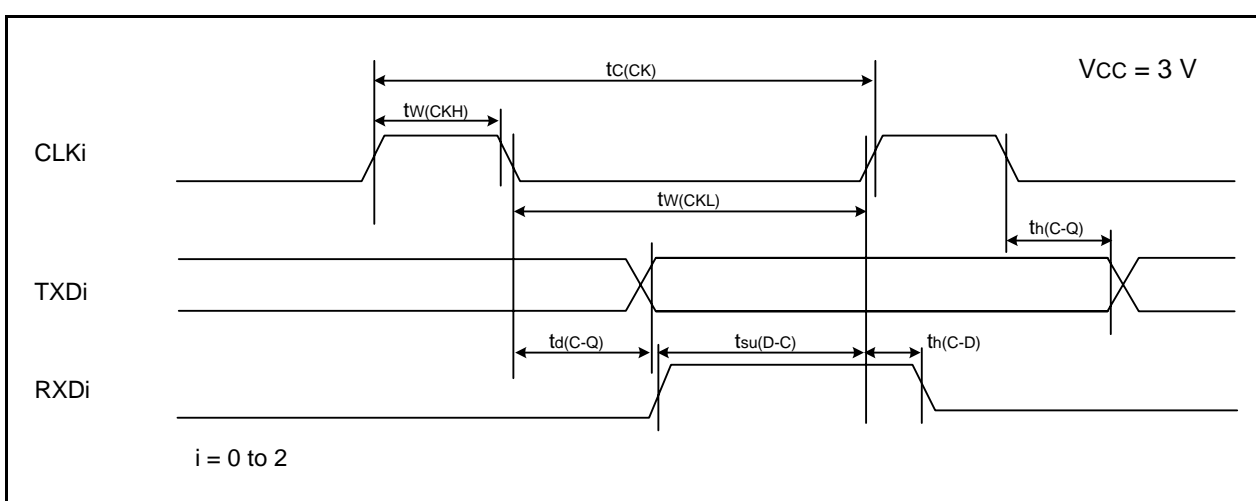 tC(CK)
VCC = 3 V
tW(CKH)
CLKi
tW(CKL)
th(C-Q)
TXDi
td(C-Q)
tsu(D-C)
th(C-D)
RXDi
i = 0 to 2